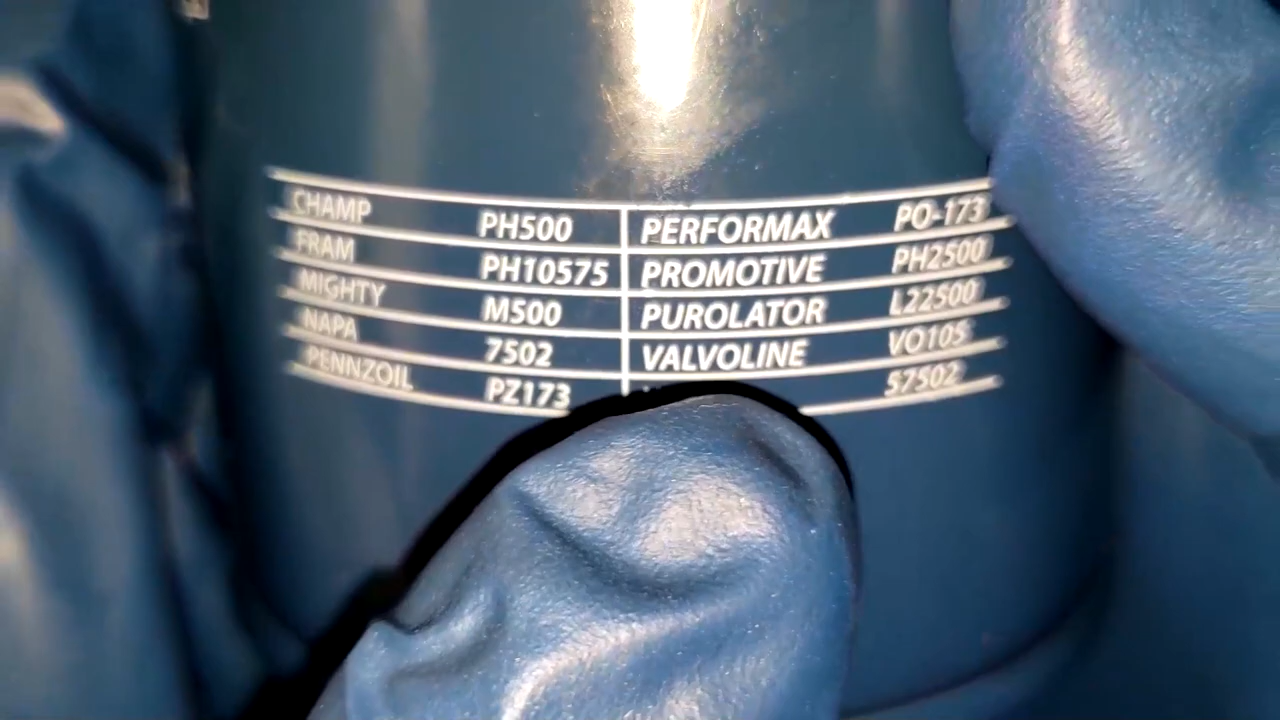 CHAMP PH500 PERFORMAX PO-173
FRAM PH10575 PROMOTIVE PH2500
MIGHTY M500 PUROLATOR L22500
NAPA 7502 VALVOLINE VO105
PENNZOIL PZ173 57502